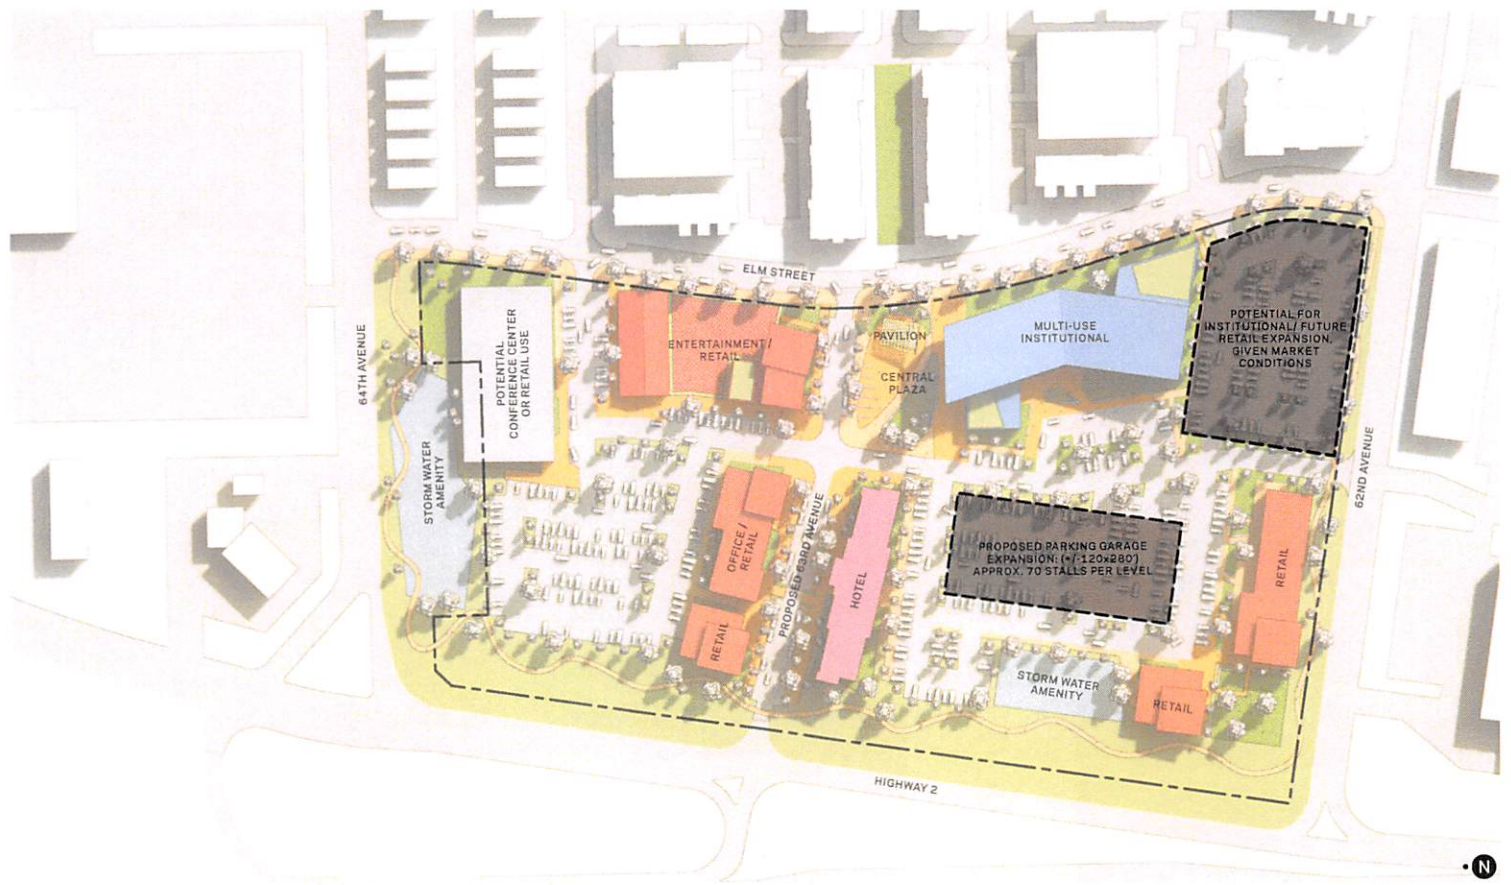 ELM STREET
64TH AVENUE
POTENTIAL
CONFERENCE CENTER
OR RETAIL USE
ENTERTAINMENT /
RETAIL
PAVILION
CENTRAL
PLAZA
MULTI-USE
INSTITUTIONAL
POTENTIAL FOR
INSTITUTIONAL/ FUTURE
RETAIL EXPANSION,
GIVEN MARKET
CONDITIONS
62ND AVENUE
STORM WATER
AMENITY
OFFICE /
RETAIL
PROPOSED 63RD AVENUE
HOTEL
PROPOSED PARKING GARAGE
EXPANSION: (+/-120x280')
APPROX. 70 STALLS PER LEVEL
RETAIL
RETAIL
STORM WATER
AMENITY
RETAIL
HIGHWAY 2
N